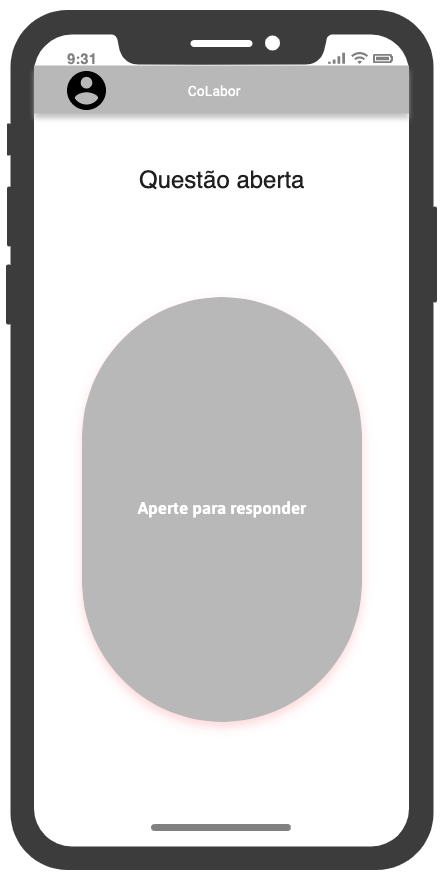 9:31
CoLabor
Questão aberta
Aperte para responder